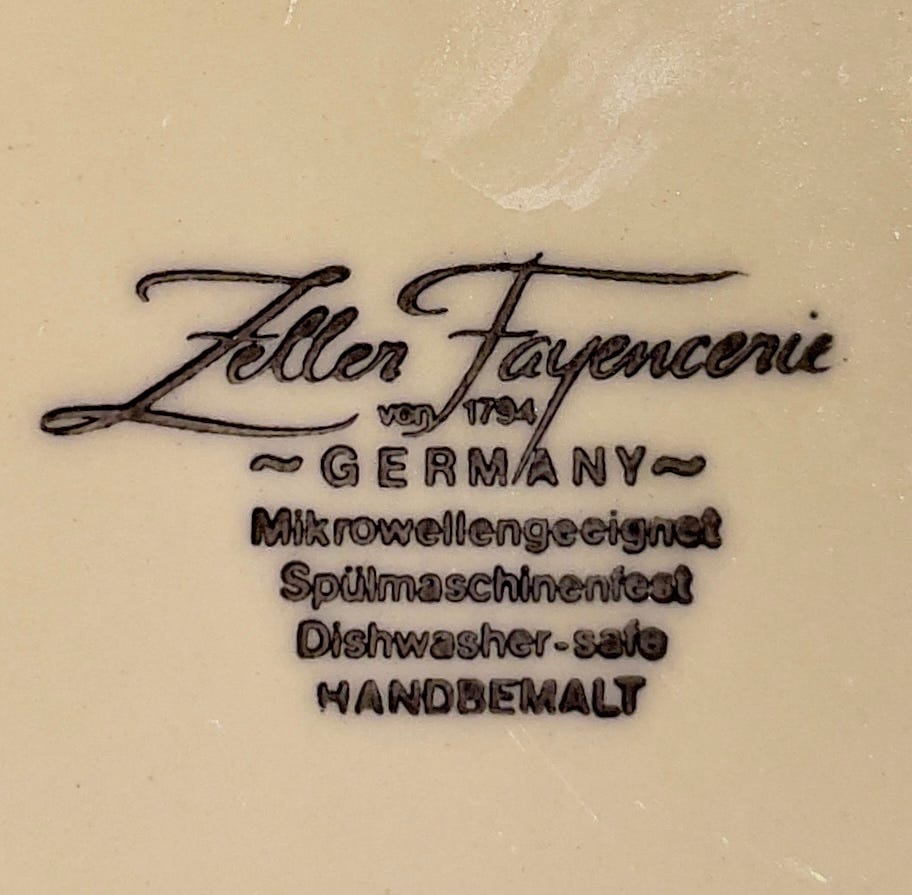 Zeller Fayencerie
von 1794
~GERMANY~
Mikrowellengeeignet
Spülmaschinenfest
Dishwasher-safe
HANDBEMALT